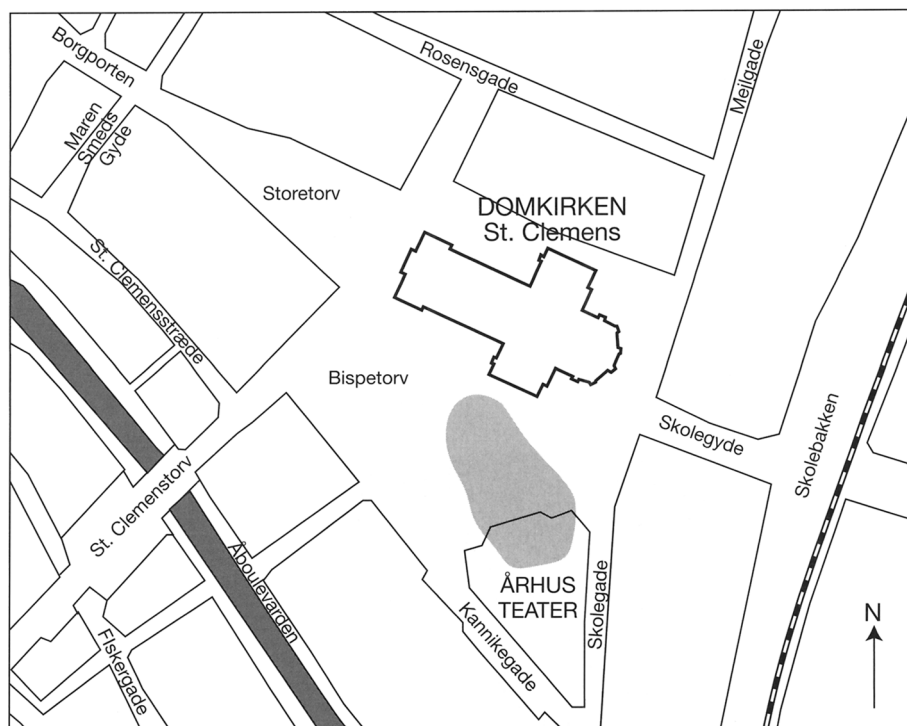 Borgporten
Rosensgade
Mejlgade
Maren
Smeds
Gyde
Storetorv
DOMKIRKEN
St. Clemens
St. Clemensstræde
Bispetorv
Skolegyde
Skolebakken
St. Clemenstorv
Åboulevarden
ÅRHUS
TEATER
Skolegade
Kannikegade
FIskergade
N